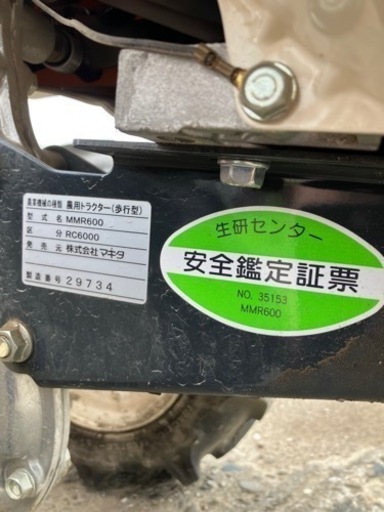 農業機械の種類 農用トラクター(歩行型)
型式名 MMR600
区分 RC6000
発売元 株式会社マキタ
製造番号 29734
生研センター
安全鑑定証票
NO. 35153
MMR600